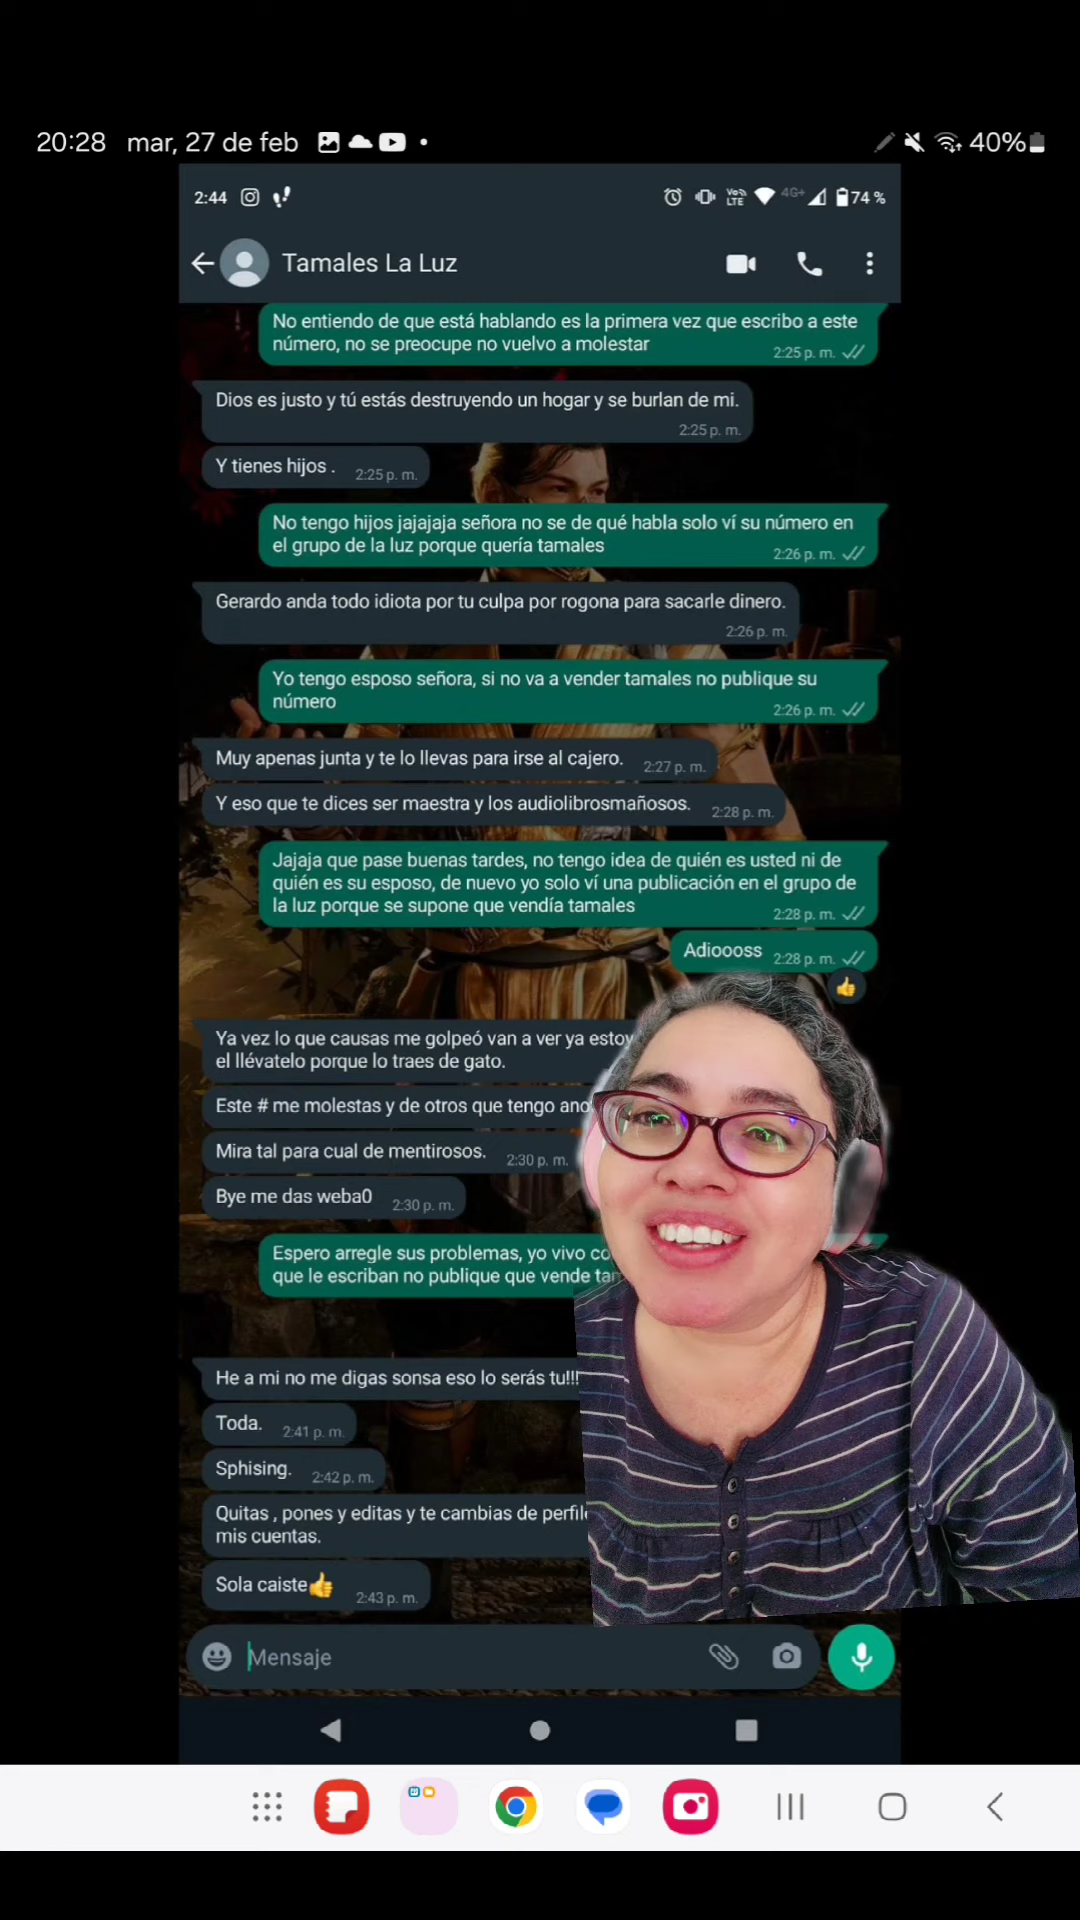 20:28 mar, 27 de feb
40%
2:44
Vo LTE 4G+ 74 %
Tamales La Luz
No entiendo de que está hablando es la primera vez que escribo a este
número, no se preocupe no vuelvo a molestar
2:25 p. m.
Dios es justo y tú estás destruyendo un hogar y se burlan de mi.
2:25 p. m.
Y tienes hijos . 2:25 p. m.
No tengo hijos jajajaja señora no se de qué habla solo ví su número en
el grupo de la luz porque quería tamales
2:26 p. m.
Gerardo anda todo idiota por tu culpa por rogona para sacarle dinero.
2:26 p. m.
Yo tengo esposo señora, si no va a vender tamales no publique su
número
2:26 p. m.
Muy apenas junta y te lo llevas para irse al cajero. 2:27 p. m.
Y eso que te dices ser maestra y los audiolibrosmañosos. 2:28 p. m.
Jajaja que pase buenas tardes, no tengo idea de quién es usted ni de
quién es su esposo, de nuevo yo solo ví una publicación en el grupo de
la luz porque se supone que vendía tamales
2:28 p. m.
Adioooss 2:28 p. m.
Ya vez lo que causas me golpeó van a ver ya estoy
el llévatelo porque lo traes de gato.
Este # me molestas y de otros que tengo ano
Mira tal para cual de mentirosos. 2:30 p. m.
Bye me das weba0 2:30 p. m.
Espero arregle sus problemas, yo vivo co
que le escriban no publique que vende ta
He a mi no me digas sonsa eso lo serás tu!!!
Toda. 2:41 p. m.
Sphising. 2:42 p. m.
Quitas , pones y editas y te cambias de perfil
mis cuentas.
Sola caiste👍 2:43 p. m.
Mensaje